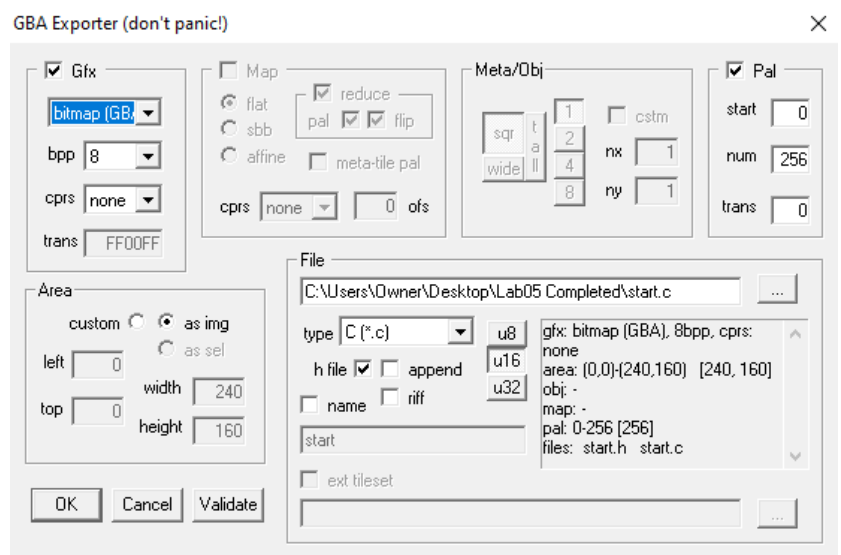 GBA Exporter (don't panic!)
Gfx
bitmap (GB
bpp 8
cprs none
trans FF00FF
Map
flat
sbb
affine
reduce
pal flip
meta-tile pal
cprs none 0 ofs
Meta/Obj
sqr
tall
wide
1
2
4
8
cstm
nx 1
ny 1
Pal
start 0
num 256
trans 0
Area
custom as img
as sel
left 0
width 240
top 0
height 160
OK Cancel Validate
File
C:\Users\Owner\Desktop\Lab05 Completed\start.c ...
type C (*.c)
h file append
name riff
start
u8
u16
u32
gfx: bitmap (GBA), 8bpp, cprs:
none
area: (0,0)-(240,160) [240, 160]
obj: -
map: -
pal: 0-256 [256]
files: start.h start.c
ext tileset
...